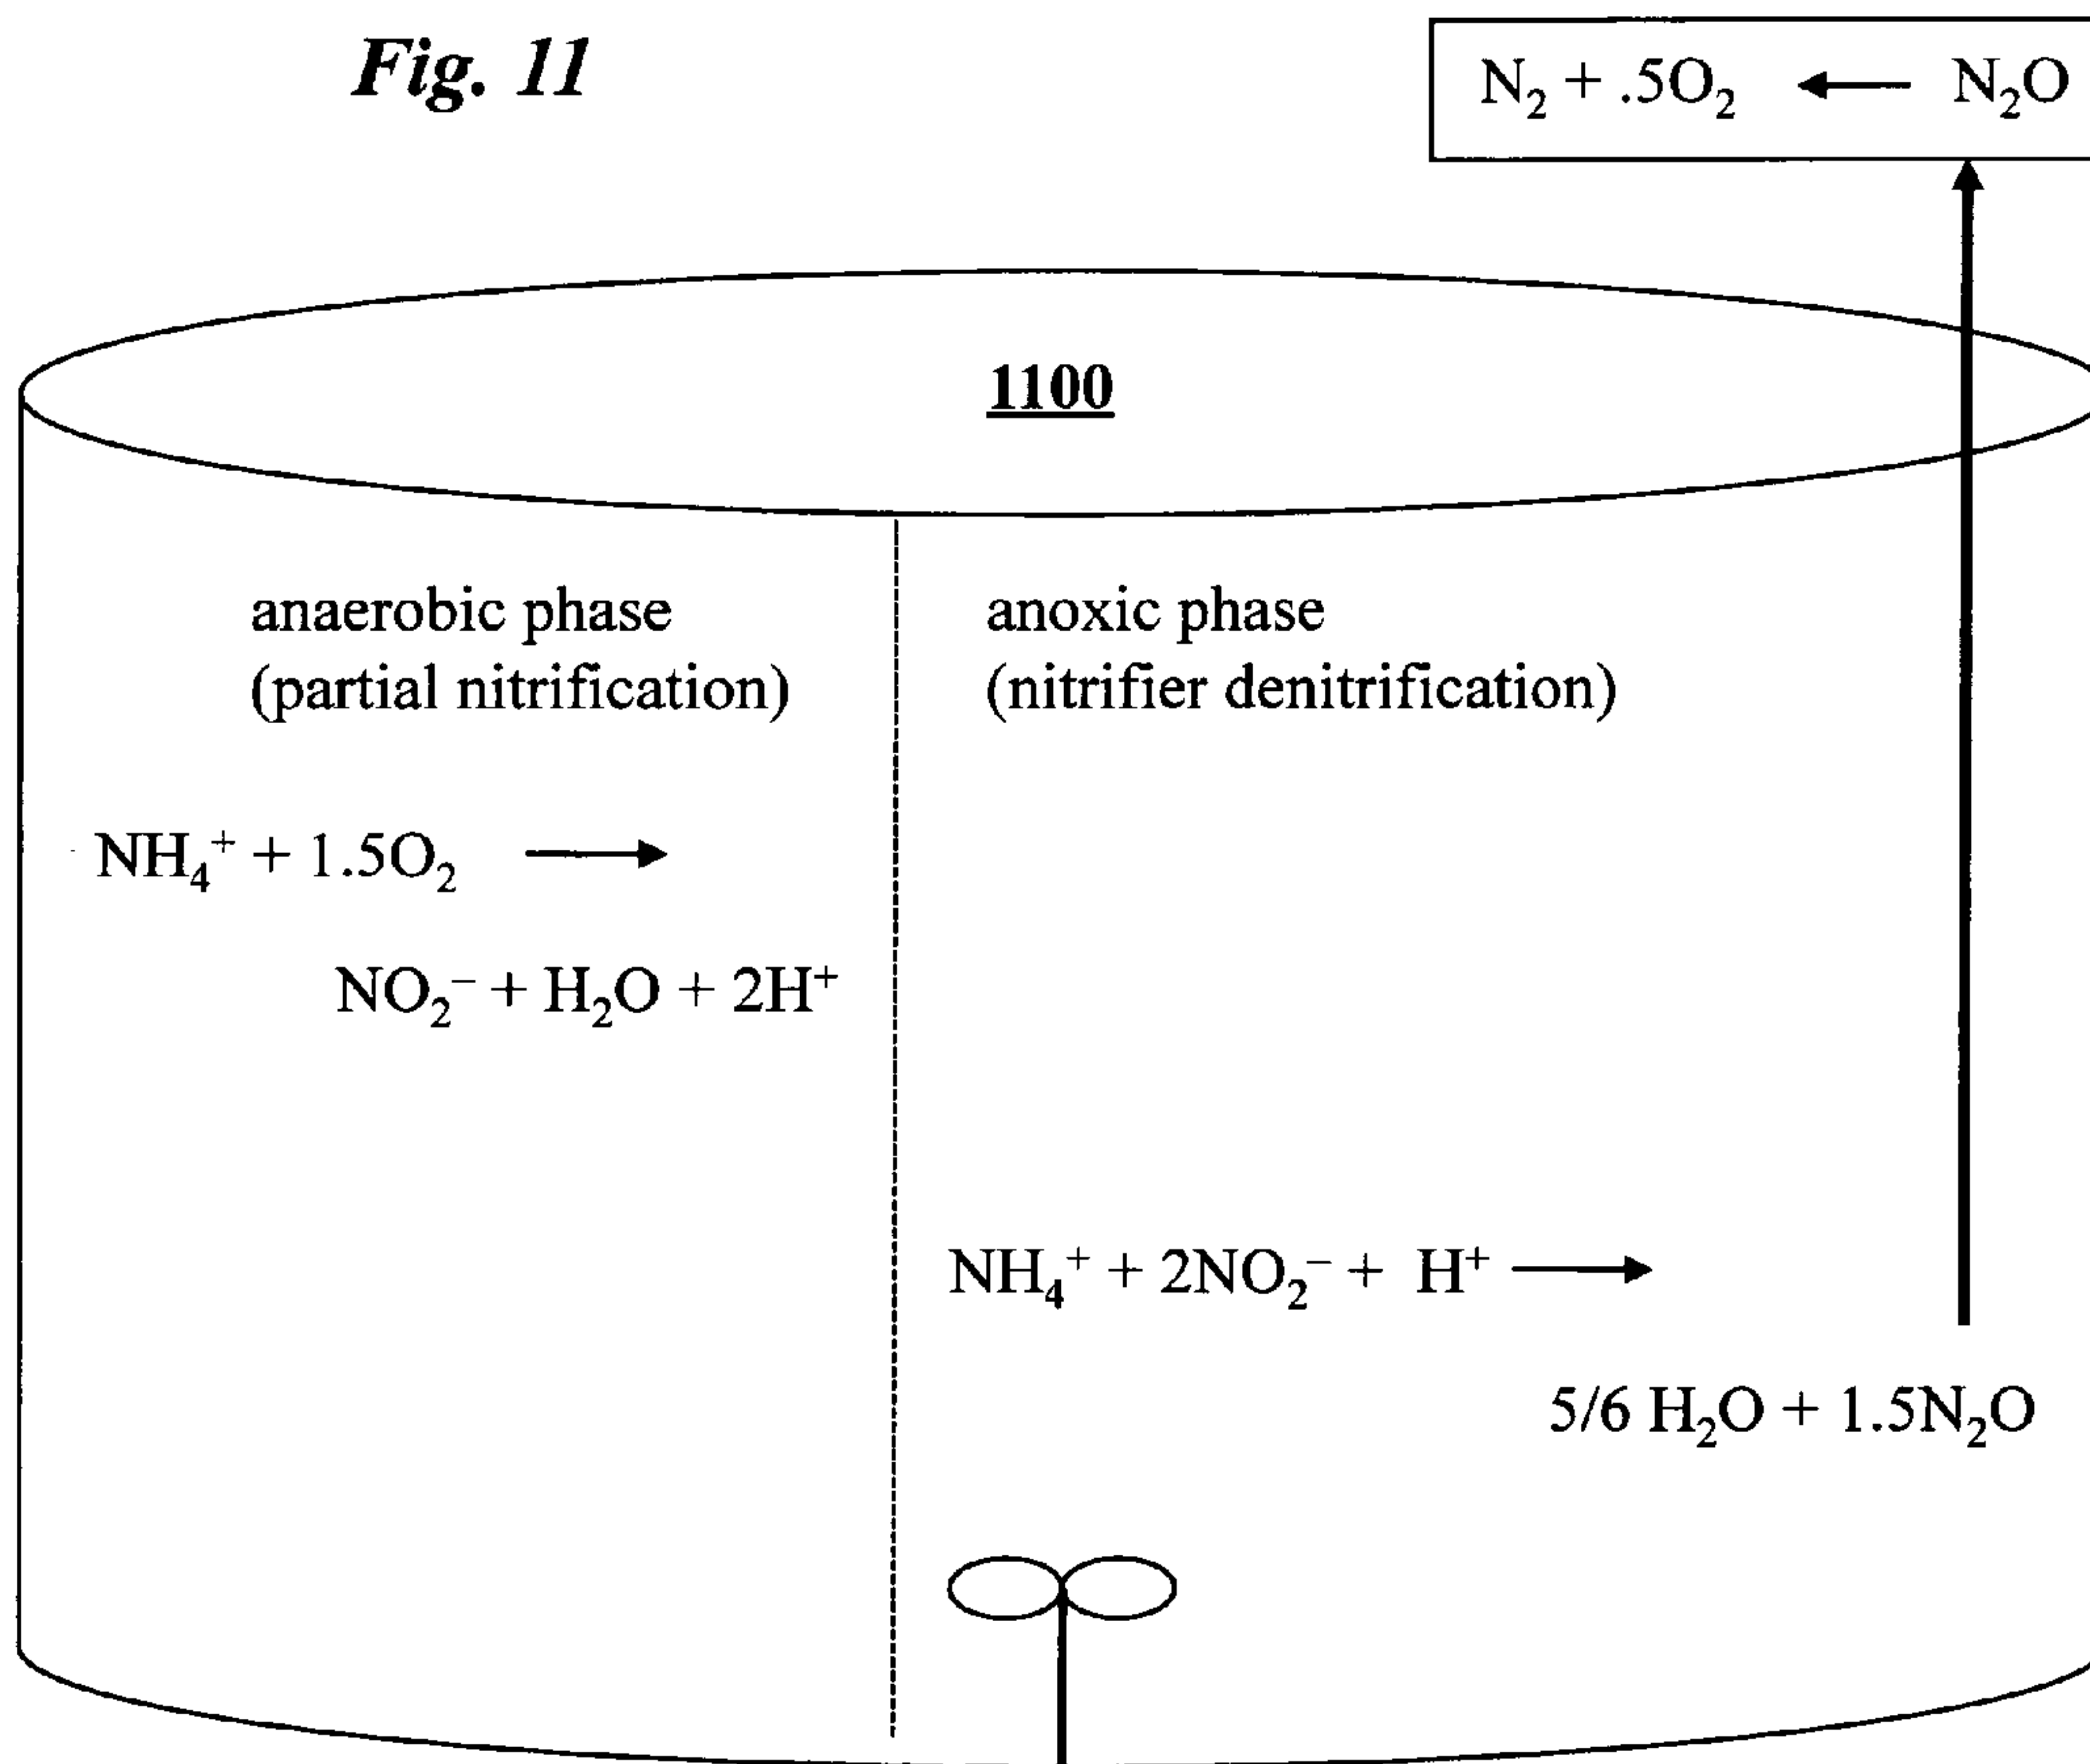 Fig. 11
N₂ + .5O₂ ← N₂O
1100
anaerobic phase
(partial nitrification)
anoxic phase
(nitrifier denitrification)
NH₄⁺ + 1.5O₂ →
NO₂⁻ + H₂O + 2H⁺
NH₄⁺ + 2NO₂⁻ + H⁺ →
5/6 H₂O + 1.5N₂O